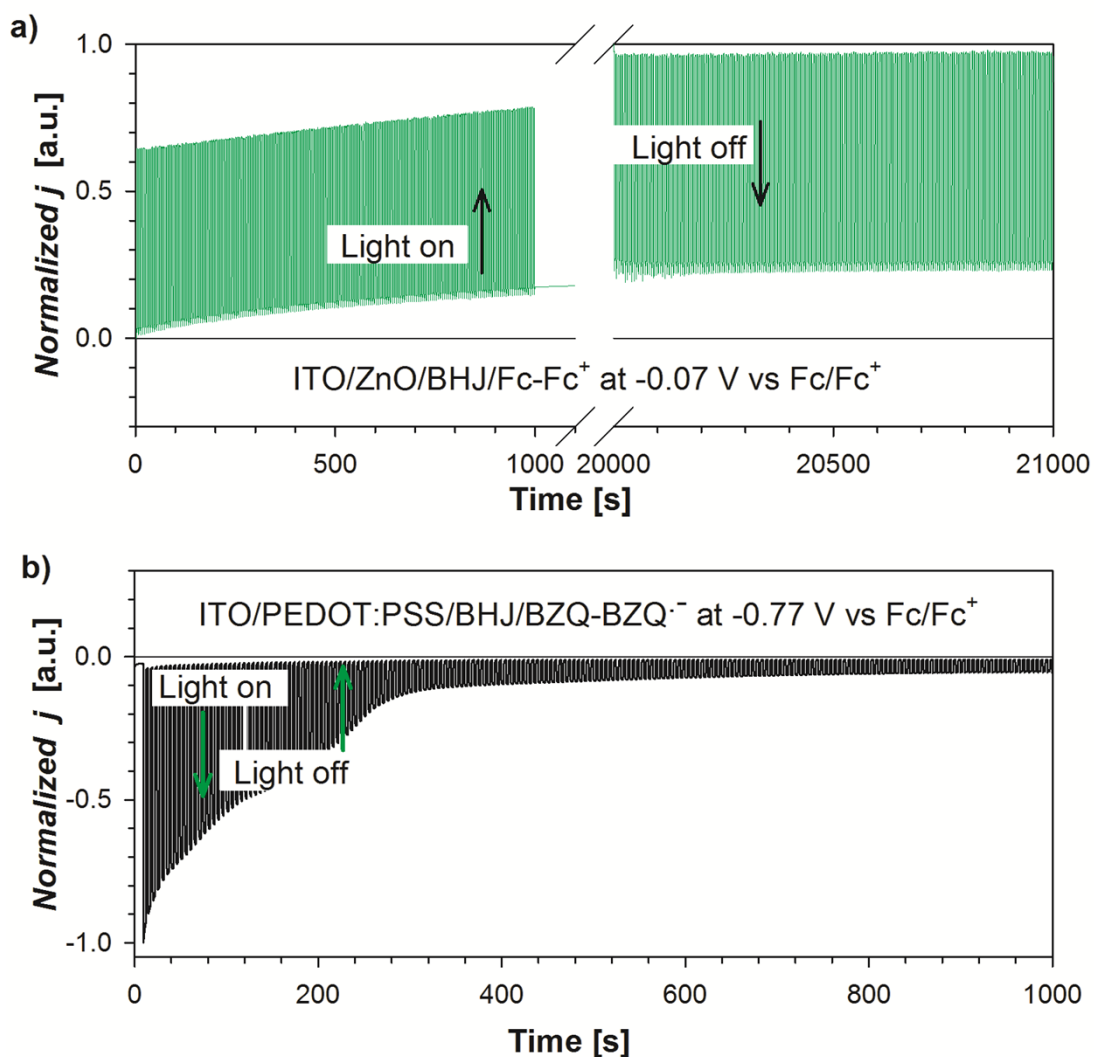 a)
1.0
0.5
0.0
Normalized j [a.u.]
Light on
Light off
ITO/ZnO/BHJ/Fc-Fc⁺ at -0.07 V vs Fc/Fc⁺
0 500 1000 20000 20500 21000
Time [s]
b)
0.0
-0.5
-1.0
Normalized j [a.u.]
ITO/PEDOT:PSS/BHJ/BZQ-BZQ·⁻ at -0.77 V vs Fc/Fc⁺
Light on
Light off
0 200 400 600 800 1000
Time [s]